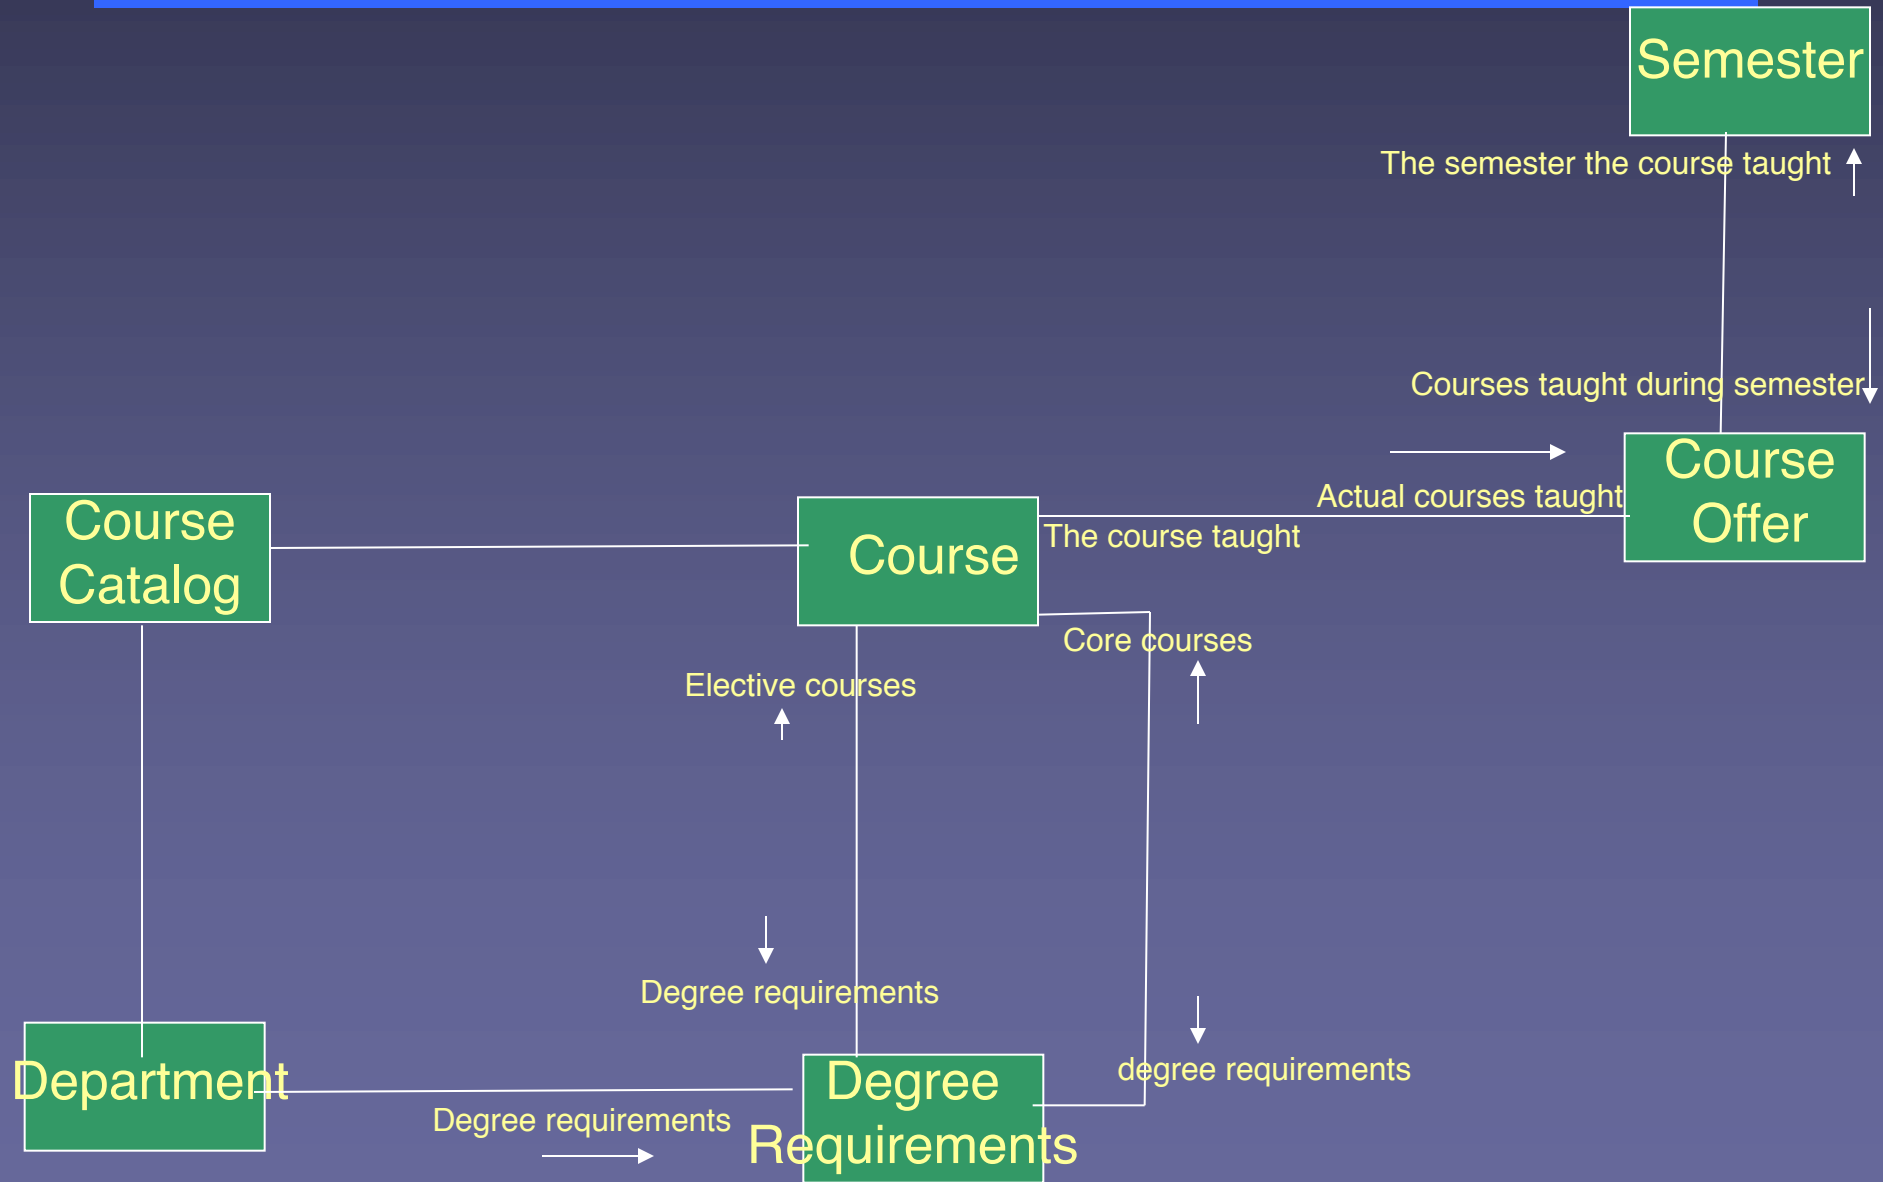 Semester
The semester the course taught
Courses taught during semester
Course
Offer
Actual courses taught
The course taught
Course
Catalog
Course
Core courses
Elective courses
Degree requirements
degree requirements
Department
Degree requirements
Degree
Requirements